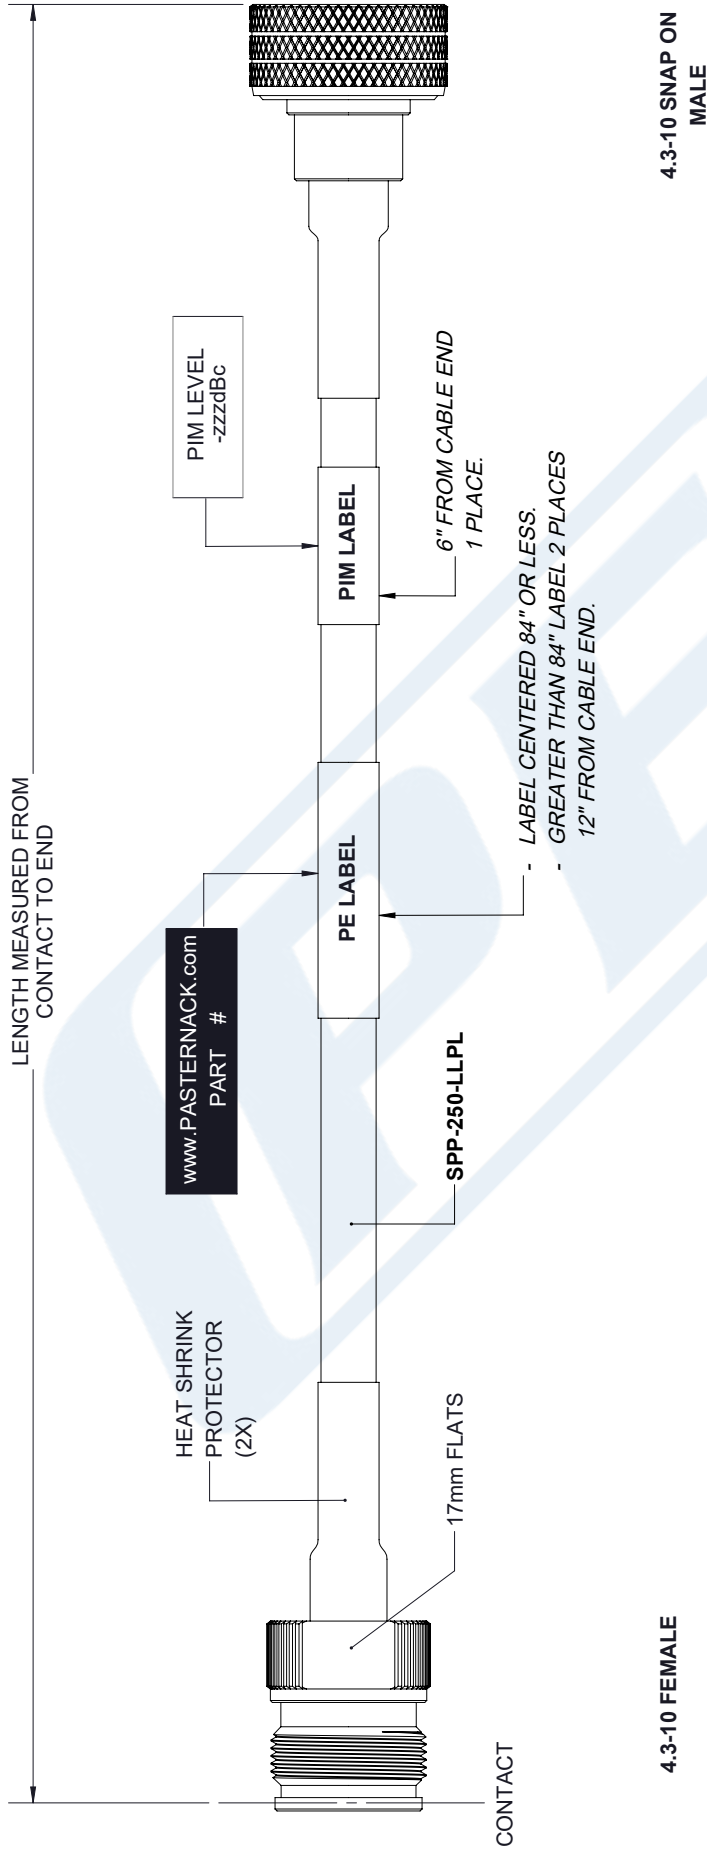 LENGTH MEASURED FROM
CONTACT TO END
www.PASTERNACK.com
PART #
PIM LEVEL
-zzzdBc
HEAT SHRINK
PROTECTOR
(2X)
PE LABEL
PIM LABEL
6" FROM CABLE END
1 PLACE.
17mm FLATS
SPP-250-LLPL
- LABEL CENTERED 84" OR LESS.
- GREATER THAN 84" LABEL 2 PLACES
12" FROM CABLE END.
CONTACT
4.3-10 FEMALE
4.3-10 SNAP ON
MALE